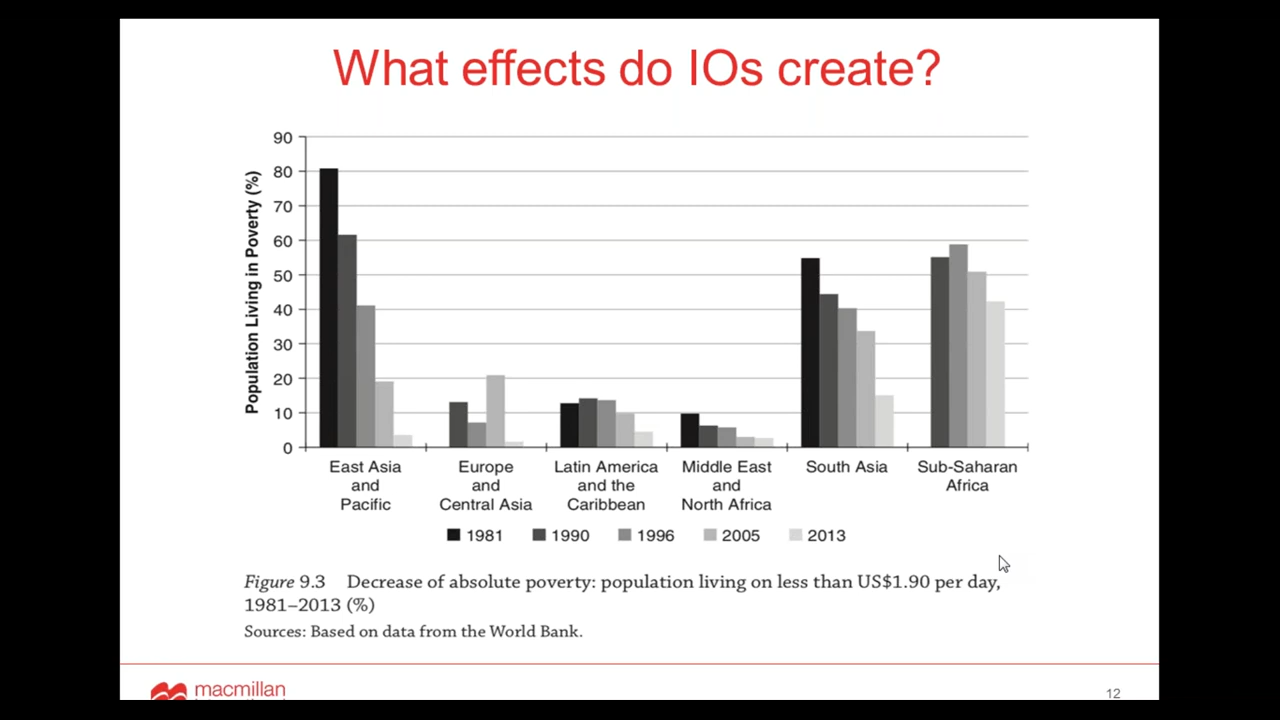 What effects do IOs create?
Population Living in Poverty (%)
90
80
70
60
50
40
30
20
10
0
East Asia
and
Pacific
Europe
and
Central Asia
Latin America
and the
Caribbean
Middle East
and
North Africa
South Asia
Sub-Saharan
Africa
1981 1990 1996 2005 2013
Figure 9.3 Decrease of absolute poverty: population living on less than US$1.90 per day,
1981–2013 (%)
Sources: Based on data from the World Bank.
macmillan
12